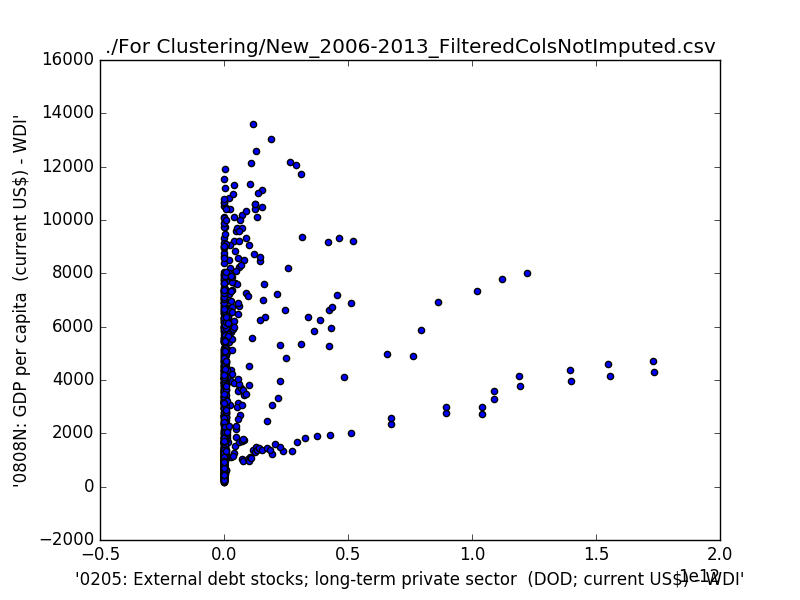 ./For Clustering/New_2006-2013_FilteredColsNotImputed.csv
16000
14000
12000
10000
8000
6000
4000
2000
0
−2000
'0808N: GDP per capita  (current US$) - WDI'
−0.5 0.0 0.5 1.0 1.5 2.0
1e12
'0205: External debt stocks; long-term private sector  (DOD; current US$) - WDI'